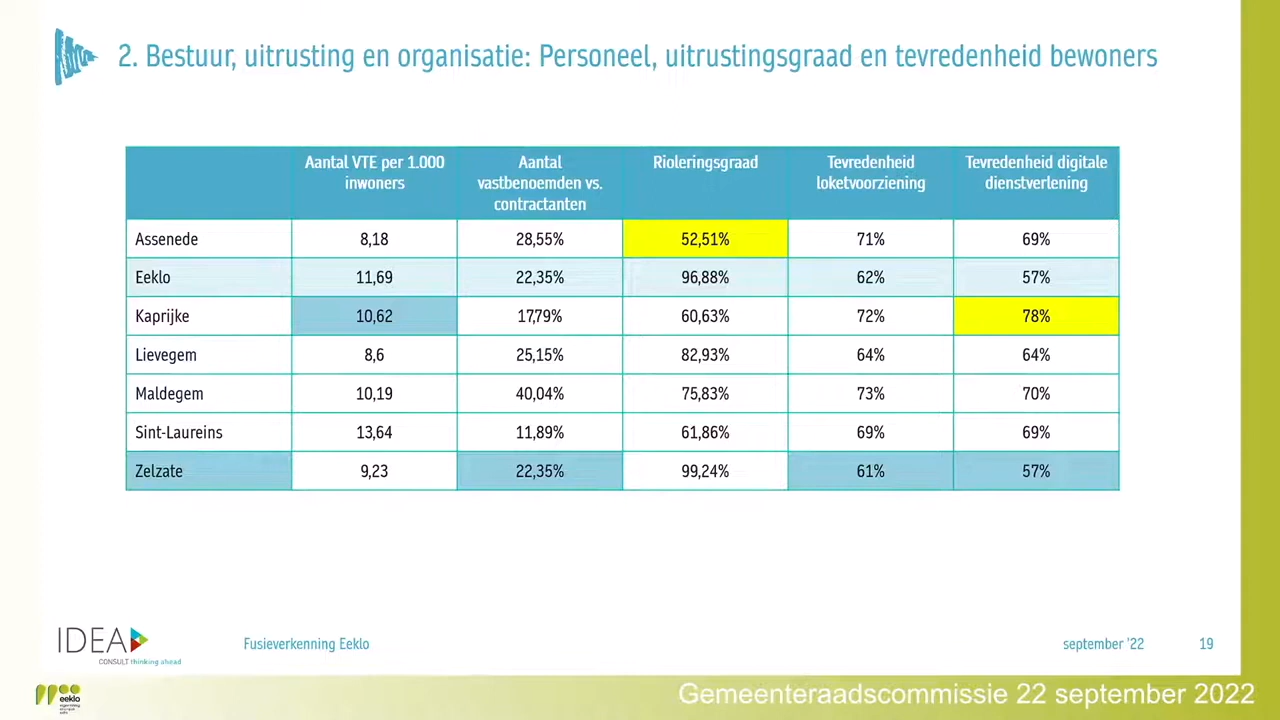 2. Bestuur, uitrusting en organisatie: Personeel, uitrustingsgraad en tevredenheid bewoners
Aantal VTE per 1.000 inwoners | Aantal vastbenoemden vs. contractanten | Rioleringsgraad | Tevredenheid loketvoorziening | Tevredenheid digitale dienstverlening
Assenede 8,18 28,55% 52,51% 71% 69%
Eeklo 11,69 22,35% 96,88% 62% 57%
Kaprijke 10,62 17,79% 60,63% 72% 78%
Lievegem 8,6 25,15% 82,93% 64% 64%
Maldegem 10,19 40,04% 75,83% 73% 70%
Sint-Laureins 13,64 11,89% 61,86% 69% 69%
Zelzate 9,23 22,35% 99,24% 61% 57%
IDEA
CONSULT thinking ahead
Fusieverkenning Eeklo
september '22
19
eeklo
Gemeenteraadscommissie 22 september 2022